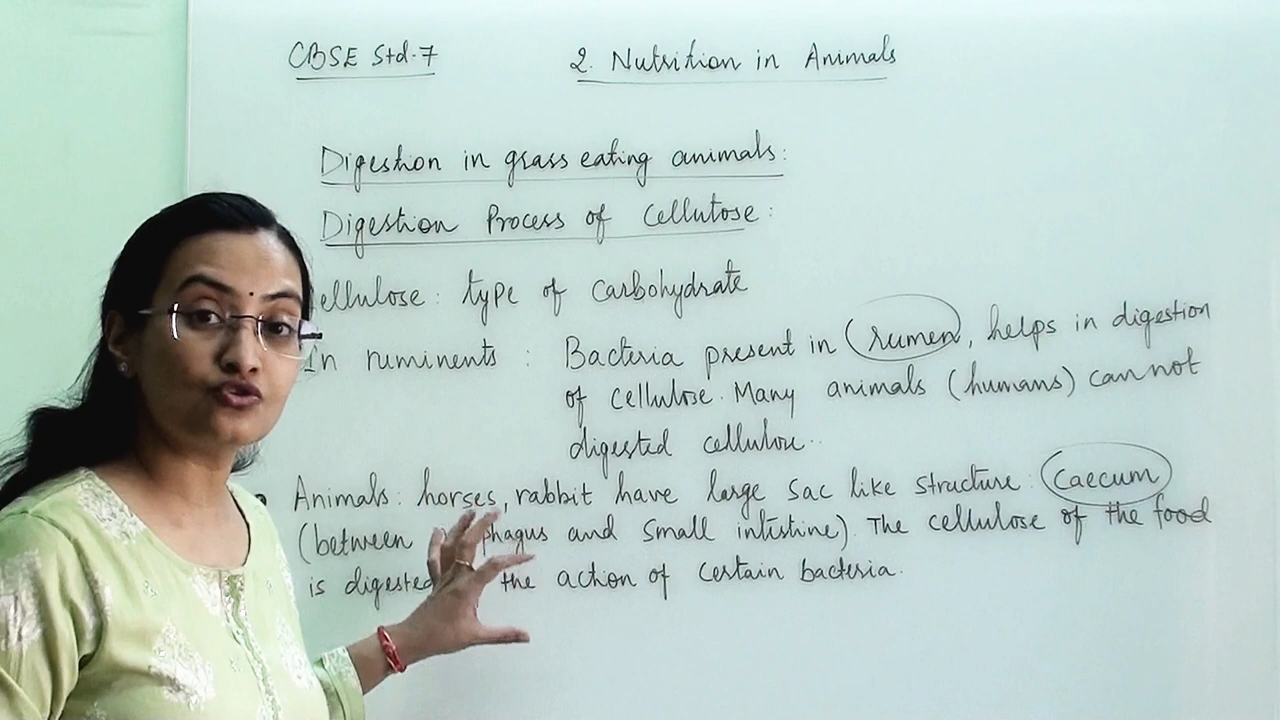 CBSE Std. 7
2. Nutrition in Animals
Digestion in grass eating animals:
Digestion Process of Cellulose:
ellulose: type of carbohydrate
In ruminents : Bacteria present in rumen, helps in digestion
of cellulose. Many animals (humans) cannot
digested cellulose..
Animals: horses, rabbit have large sac like structure: Caecum
(between phagus and small intestine). The cellulose of the food
is digested the action of certain bacteria.